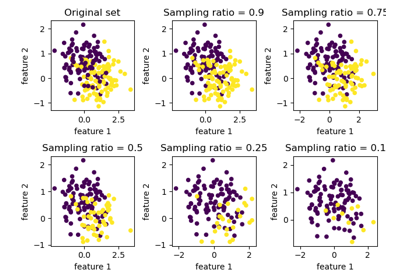 Original set
Sampling ratio = 0.9
Sampling ratio = 0.75
feature 2
2
1
0
−1
0.0
2.5
feature 1
feature 2
2
1
0
−1
0.0
2.5
feature 1
feature 2
2
1
0
−1
−2
0
2
feature 1
Sampling ratio = 0.5
Sampling ratio = 0.25
Sampling ratio = 0.1
feature 2
2
1
0
−1
0.0
2.5
feature 1
feature 2
2
1
0
−1
−2
0
2
feature 1
feature 2
2
1
0
−2
0
2
feature 1